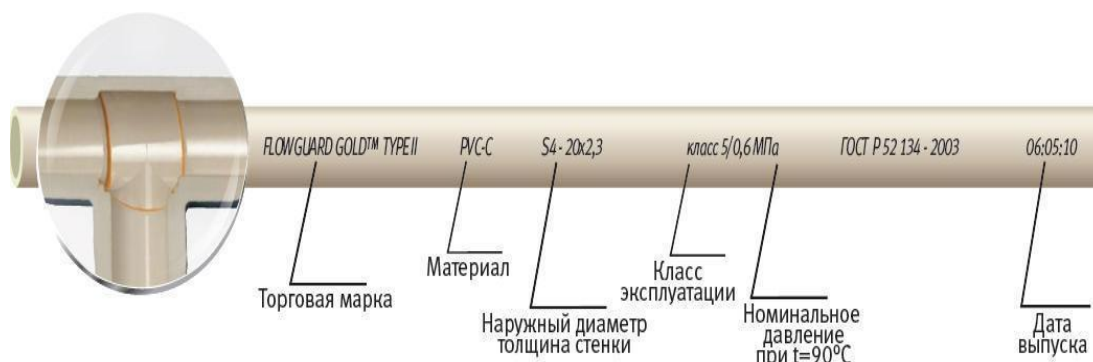 FLOWGUARD GOLD™ TYPE II PVC-C S4 - 20x2,3 класс 5/0,6 МПа ГОСТ Р 52 134 - 2003 06:05:10
Торговая марка
Материал
Наружный диаметр
толщина стенки
Класс
эксплуатации
Номинальное
давление
при t=90°C
Дата
выпуска